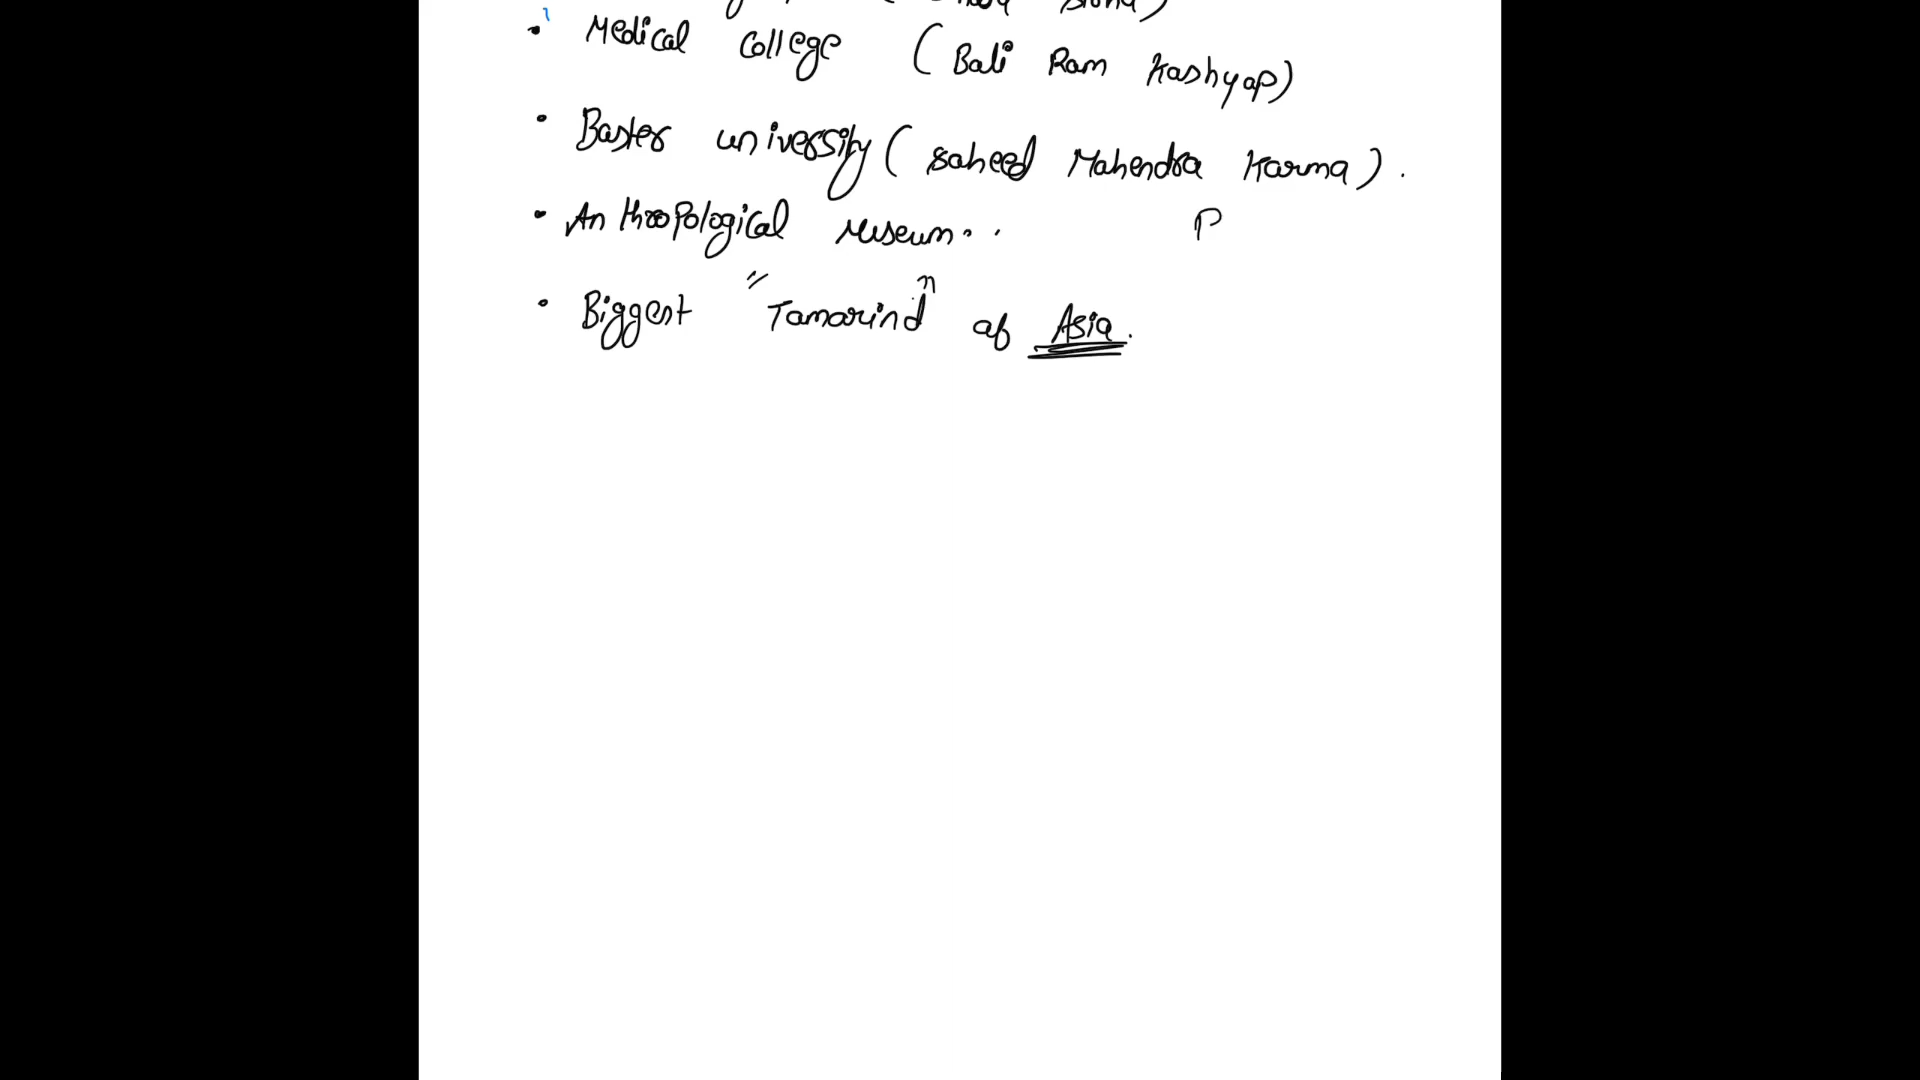 • Medical College (Bali Ram Kashyap)
• Baster university (saheed Mahendra Karma).
• Anthropological Museum..
P
• Biggest "Tamarind" of Asia.